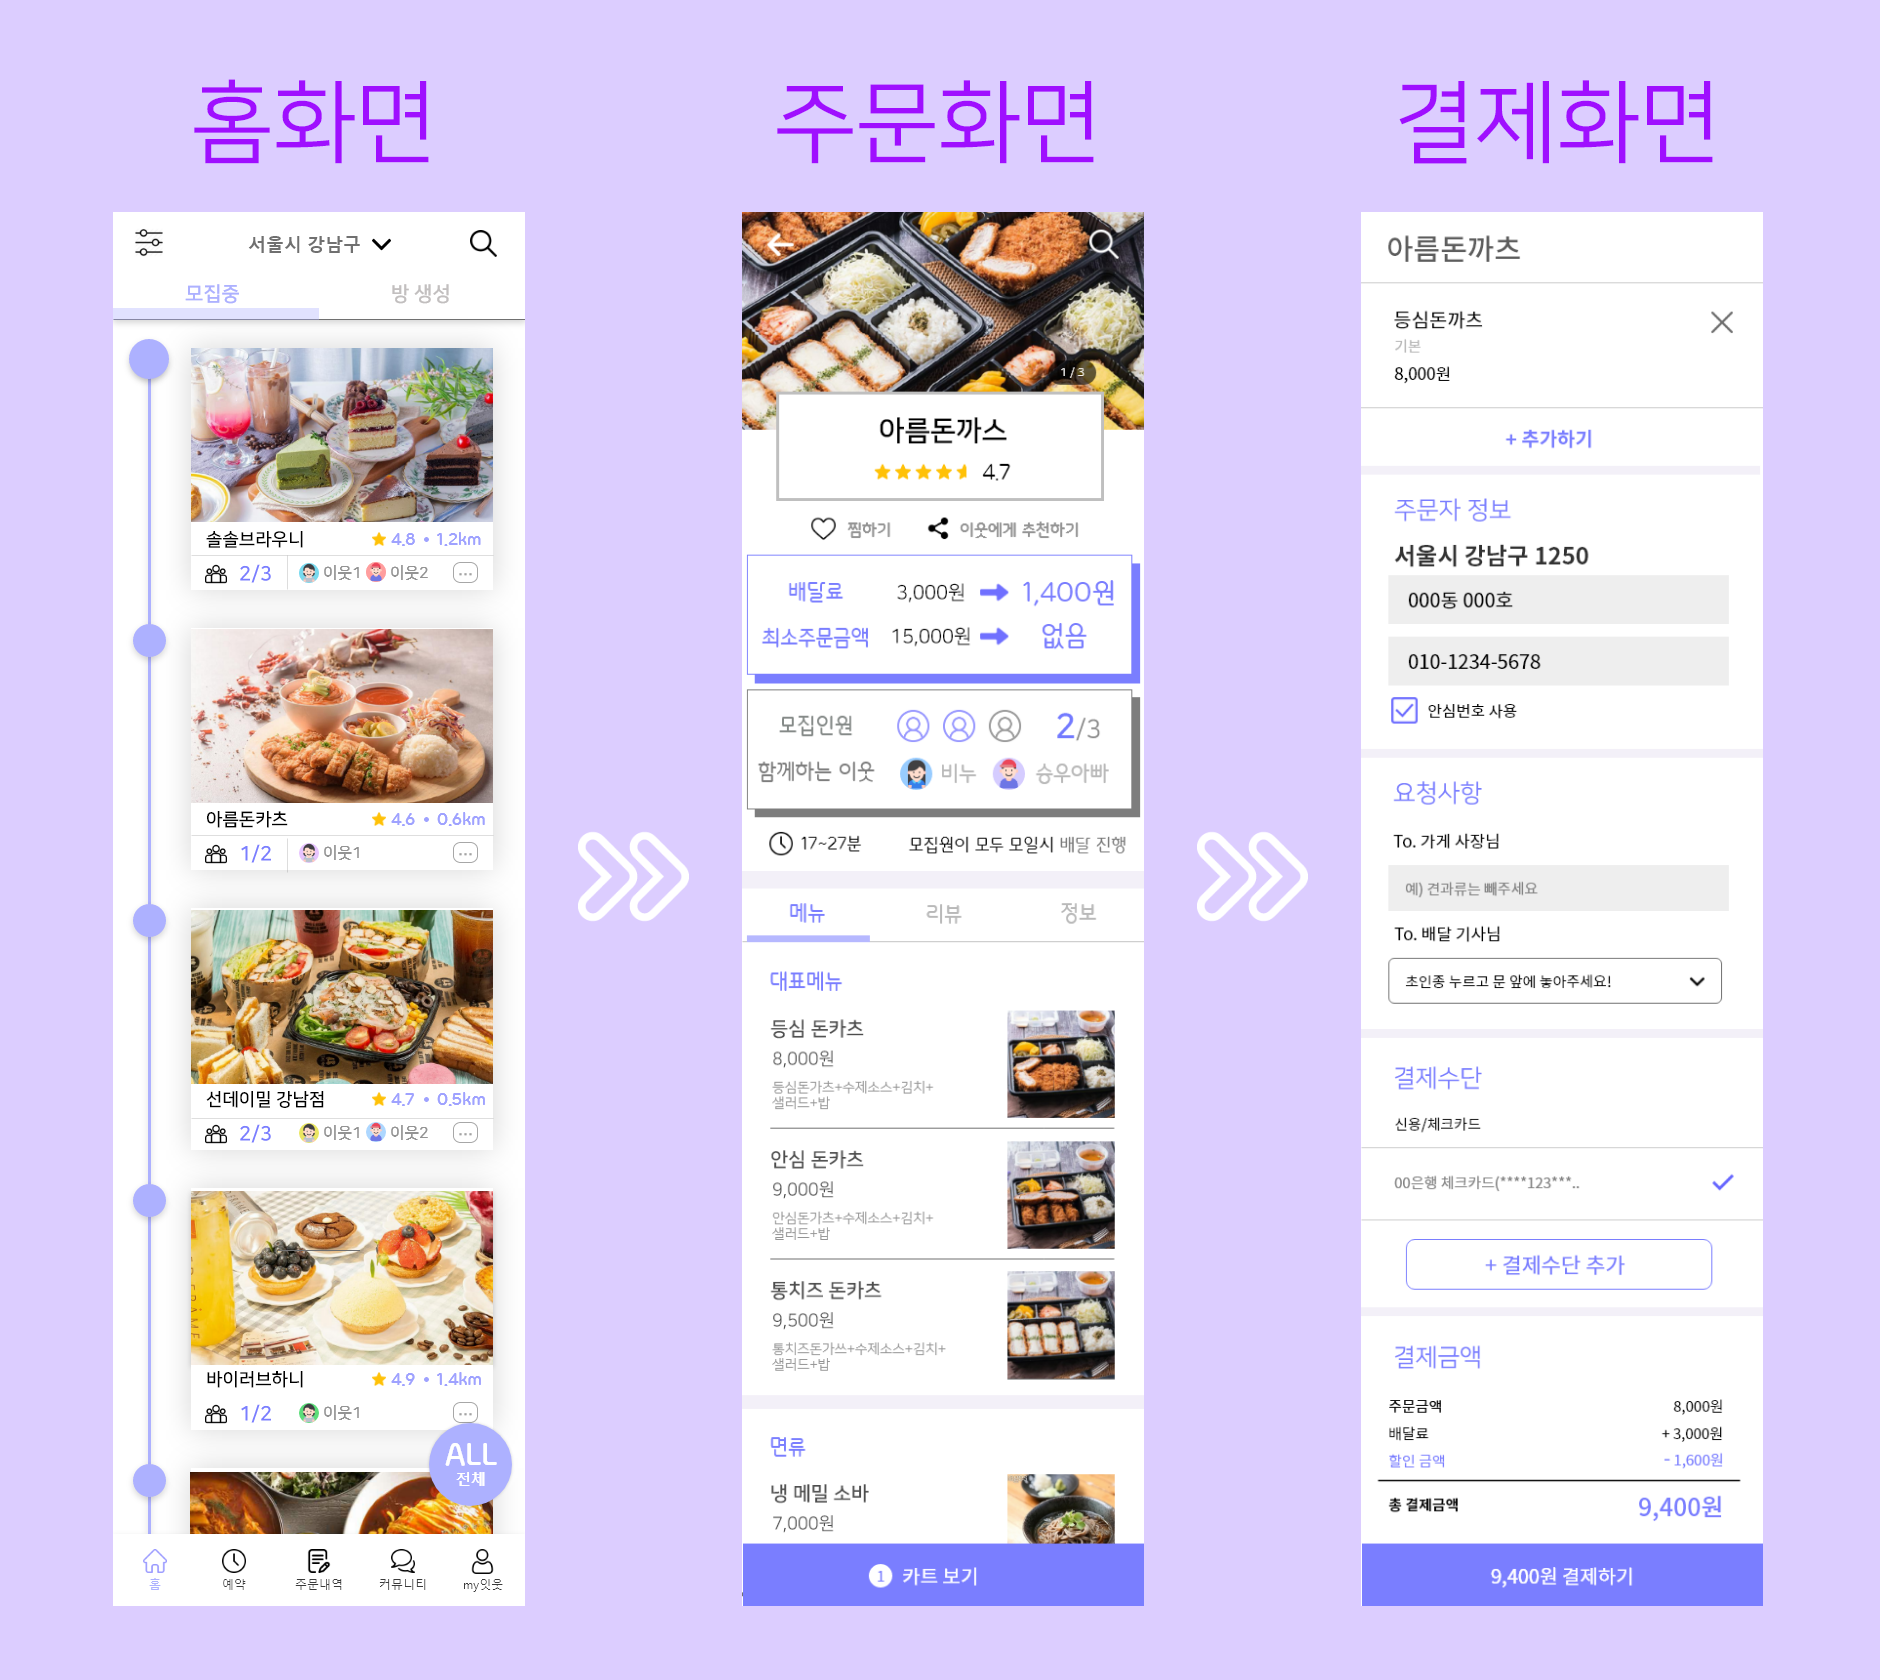 홈화면
주문화면
결제화면
서울시 강남구
모집중
방 생성
솔솔브라우니
4.8 • 1.2km
2/3
이웃1
이웃2
아름돈카츠
4.6 • 0.6km
1/2
이웃1
선데이밀 강남점
4.7 • 0.5km
2/3
이웃1
이웃2
바이러브하니
4.9 • 1.4km
1/2
이웃1
ALL
전체
홈
예약
주문내역
커뮤니티
my잇웃
1/3
아름돈까스
4.7
찜하기
이웃에게 추천하기
배달료 3,000원 1,400원
최소주문금액 15,000원 없음
모집인원 2/3
함께하는 이웃 비누 승우아빠
17~27분
모집원이 모두 모일시 배달 진행
메뉴
리뷰
정보
대표메뉴
등심 돈카츠
8,000원
등심돈가츠+수제소스+김치+
샐러드+밥
안심 돈카츠
9,000원
안심돈가츠+수제소스+김치+
샐러드+밥
통치즈 돈카츠
9,500원
통치즈돈가쓰+수제소스+김치+
샐러드+밥
면류
냉 메밀 소바
7,000원
1 카트 보기
아름돈까츠
등심돈까츠
기본
8,000원
+ 추가하기
주문자 정보
서울시 강남구 1250
000동 000호
010-1234-5678
안심번호 사용
요청사항
To. 가게 사장님
예) 견과류는 빼주세요
To. 배달 기사님
초인종 누르고 문 앞에 놓아주세요!
결제수단
신용/체크카드
00은행 체크카드(****123***..
+ 결제수단 추가
결제금액
주문금액 8,000원
배달료 + 3,000원
할인 금액 - 1,600원
총 결제금액 9,400원
9,400원 결제하기